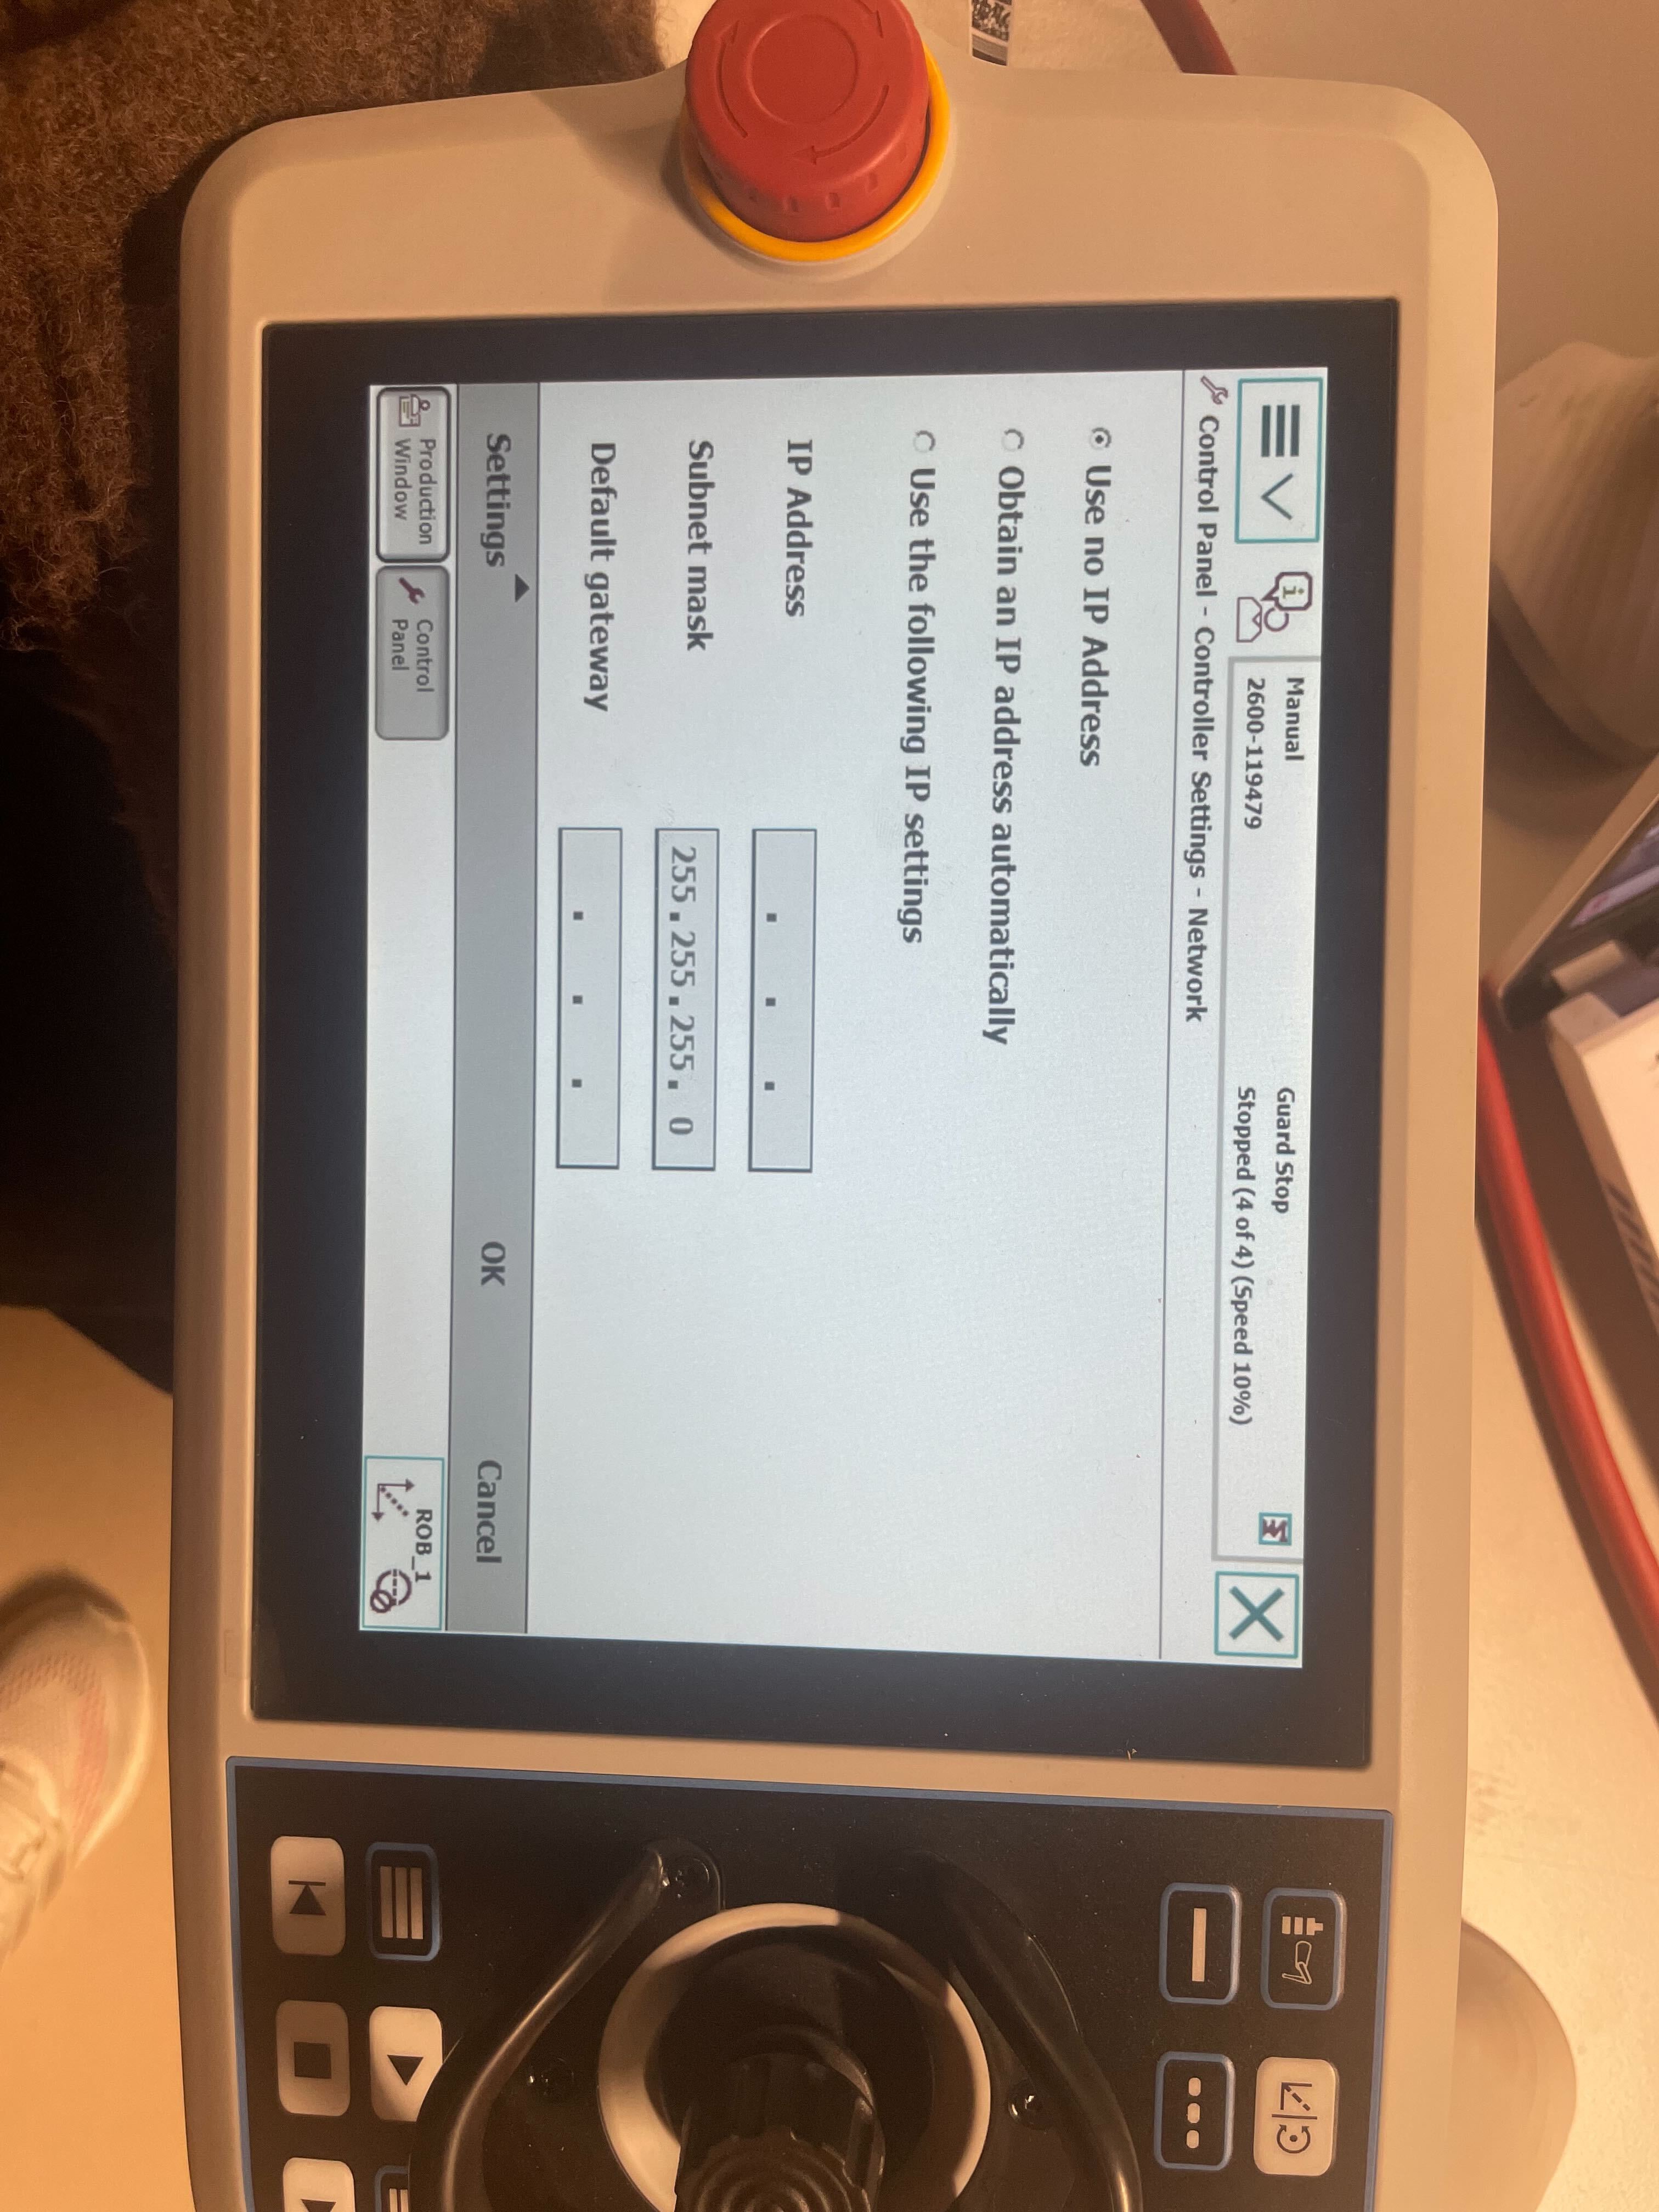 Manual
2600-119479
Guard Stop
Stopped (4 of 4) (Speed 10%)
Control Panel - Controller Settings - Network
Use no IP Address
Obtain an IP address automatically
Use the following IP settings
IP Address . . .
Subnet mask 255.255.255. 0
Default gateway . . .
Settings
OK
Cancel
Production
Window
Control
Panel
ROB_1